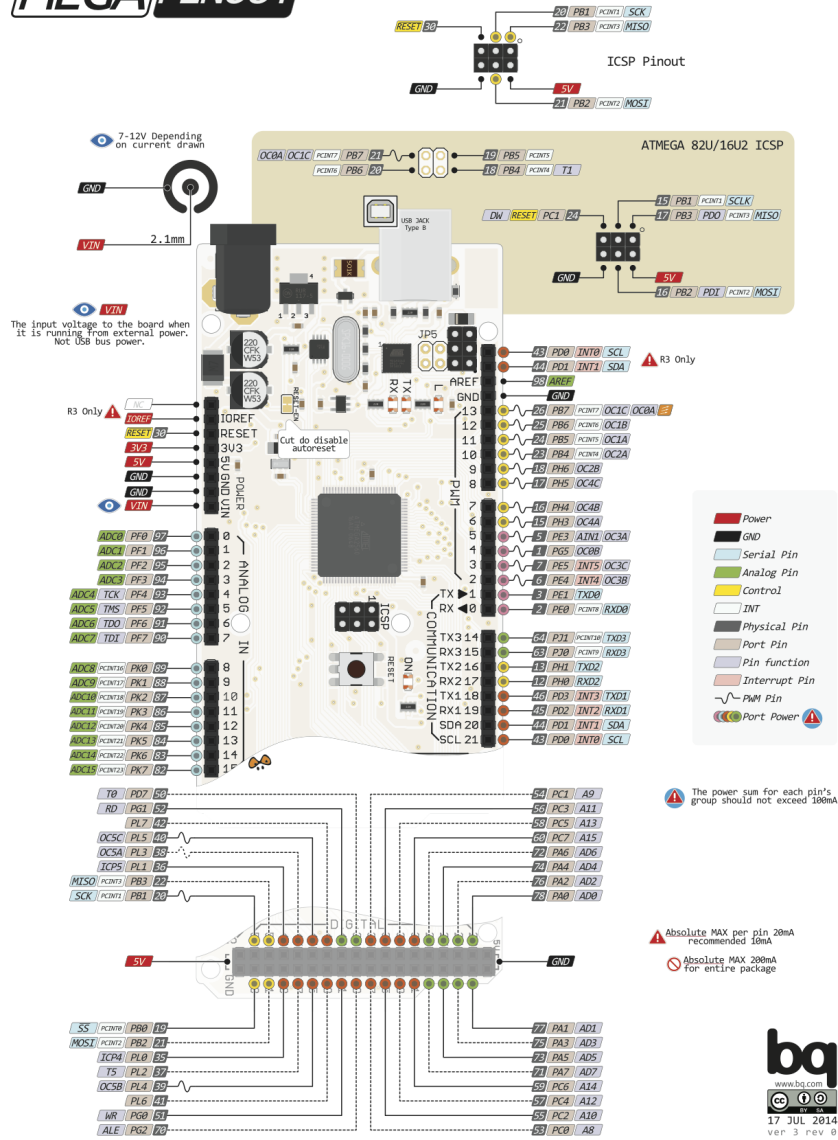 MEGA PINOUT
20 PB1 PCINT1 SCK
RESET 30
22 PB3 PCINT3 MISO
ICSP Pinout
GND
5V
21 PB2 PCINT2 MOSI
7-12V Depending
on current drawn
GND
VIN
2.1mm
ATMEGA 82U/16U2 ICSP
OC0A OC1C PCINT7 PB7 21
19 PB5 PCINT5
PCINT6 PB6 20
18 PB4 PCINT4 T1
15 PB1 PCINT1 SCLK
DW RESET PC1 24
17 PB3 PDO PCINT3 MISO
GND
5V
16 PB2 PDI PCINT2 MOSI
USB JACK
Type B
VIN
The input voltage to the board when
it is running from external power.
Not USB bus power.
4
1 2 3
220
CFK
W53
220
CFK
W53
JP5
RX
TX
L
RESET-EN
Cut do disable
autoreset
R3 Only
NC
IOREF
RESET 30
3V3
5V
GND
GND
VIN
IOREF
RESET
3V3
5V
GND
VIN
POWER
43 PD0 INT0 SCL
44 PD1 INT1 SDA
R3 Only
AREF 98 AREF
GND GND
13 26 PB7 PCINT7 OC1C OC0A
12 25 PB6 PCINT6 OC1B
11 24 PB5 PCINT5 OC1A
10 23 PB4 PCINT4 OC2A
9 18 PH6 OC2B
8 17 PH5 OC4C
PWM
7 16 PH4 OC4B
6 15 PH3 OC4A
5 5 PE3 AIN1 OC3A
4 1 PG5 OC0B
3 7 PE5 INT5 OC3C
2 6 PE4 INT4 OC3B
TX 1 3 PE1 TXD0
RX 0 2 PE0 PCINT8 RXD0
ADC0 PF0 97 0
ADC1 PF1 96 1
ADC2 PF2 95 2
ADC3 PF3 94 3
ADC4 TCK PF4 93 4
ADC5 TMS PF5 92 5
ADC6 TDO PF6 91 6
ADC7 TDI PF7 90 7
ANALOG IN
ADC8 PCINT16 PK0 89 8
ADC9 PCINT17 PK1 88 9
ADC10 PCINT18 PK2 87 10
ADC11 PCINT19 PK3 86 11
ADC12 PCINT20 PK4 85 12
ADC13 PCINT21 PK5 84 13
ADC14 PCINT22 PK6 83 14
ADC15 PCINT23 PK7 82 15
1
ICSP
RESET
ON
COMMUNICATION
TX3 14 64 PJ1 PCINT10 TXD3
RX3 15 63 PJ0 PCINT9 RXD3
TX2 16 13 PH1 TXD2
RX2 17 12 PH0 RXD2
TX1 18 46 PD3 INT3 TXD1
RX1 19 45 PD2 INT2 RXD1
SDA 20 44 PD1 INT1 SDA
SCL 21 43 PD0 INT0 SCL
Power
GND
Serial Pin
Analog Pin
Control
INT
Physical Pin
Port Pin
Pin function
Interrupt Pin
PWM Pin
Port Power
The power sum for each pin's
group should not exceed 100mA
T0 PD7 50
RD PG1 52
PL7 42
OC5C PL5 40
OC5A PL3 38
ICP5 PL1 36
MISO PCINT3 PB3 22
SCK PCINT1 PB1 20
54 PC1 A9
56 PC3 A11
58 PC5 A13
60 PC7 A15
72 PA6 AD6
74 PA4 AD4
76 PA2 AD2
78 PA0 AD0
DIGITAL
5V
GND
GND
Absolute MAX per pin 20mA
recommended 10mA
Absolute MAX 200mA
for entire package
SS PCINT0 PB0 19
MOSI PCINT2 PB2 21
ICP4 PL0 35
T5 PL2 37
OC5B PL4 39
PL6 41
WR PG0 51
ALE PG2 70
77 PA1 AD1
75 PA3 AD3
73 PA5 AD5
71 PA7 AD7
59 PC6 A14
57 PC4 A12
55 PC2 A10
53 PC0 A8
bq
www.bq.com
cc BY SA
17 JUL 2014
ver 3 rev 0